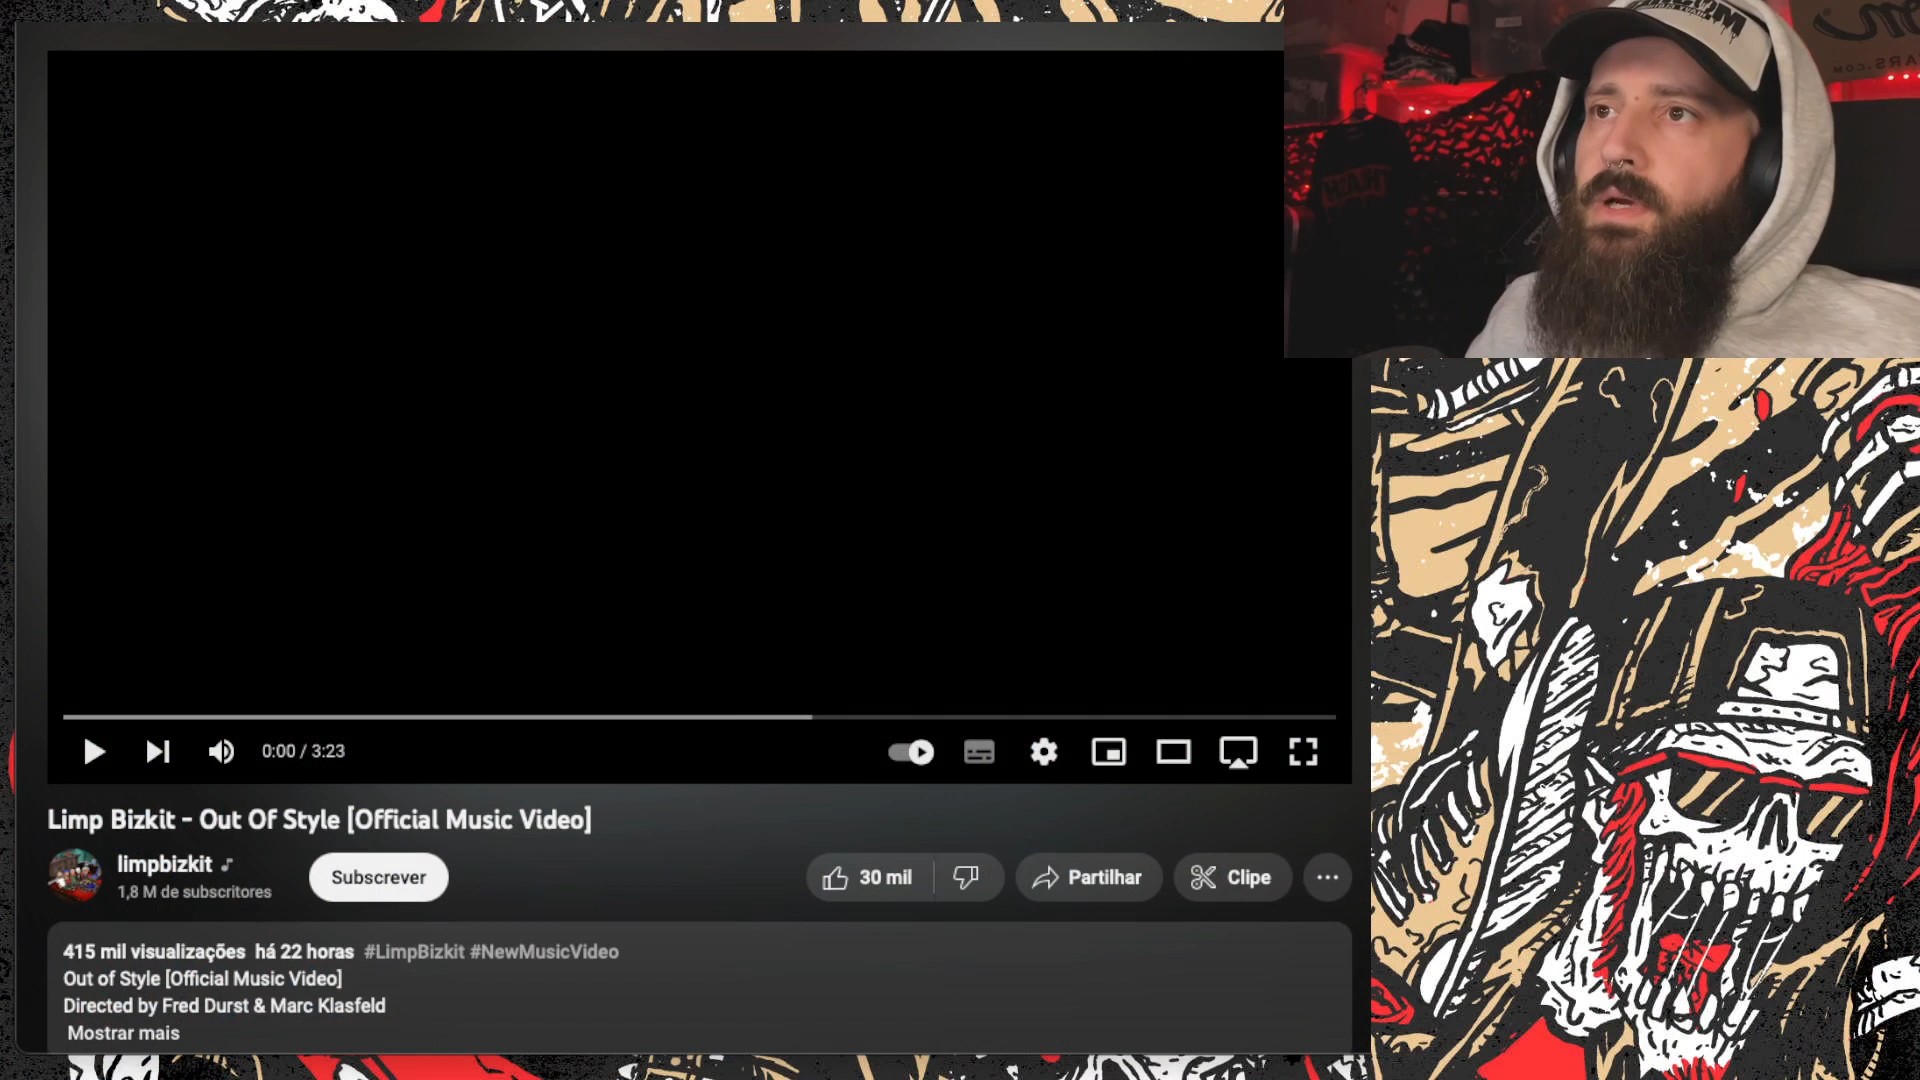 0:00 / 3:23
Limp Bizkit - Out Of Style [Official Music Video]
limpbizkit
1,8 M de subscritores
Subscrever
30 mil
Partilhar
Clipe
415 mil visualizações há 22 horas #LimpBizkit #NewMusicVideo
Out of Style [Official Music Video]
Directed by Fred Durst & Marc Klasfeld
Mostrar mais